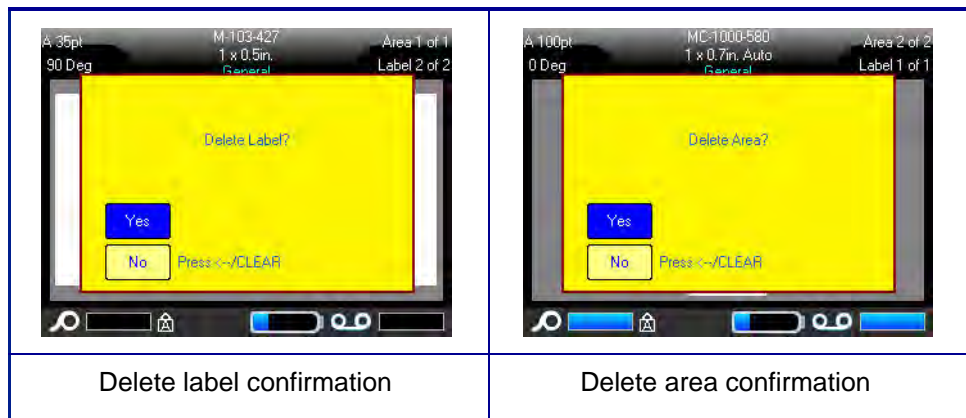 A 35pt M-103-427 Area 1 of 1
90 Deg 1 x 0.5in. Label 2 of 2
General
Delete Label?
Yes
No Press<--/CLEAR
Delete label confirmation
A 100pt MC-1000-580 Area 2 of 2
0 Deg 1 x 0.7in. Auto Label 1 of 1
General
Delete Area?
Yes
No Press<--/CLEAR
Delete area confirmation